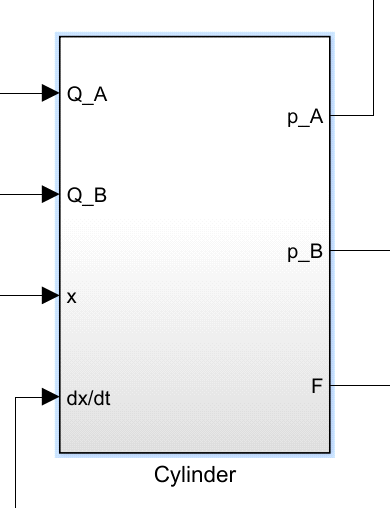 Q_A
p_A
Q_B
p_B
x
F
dx/dt
Cylinder